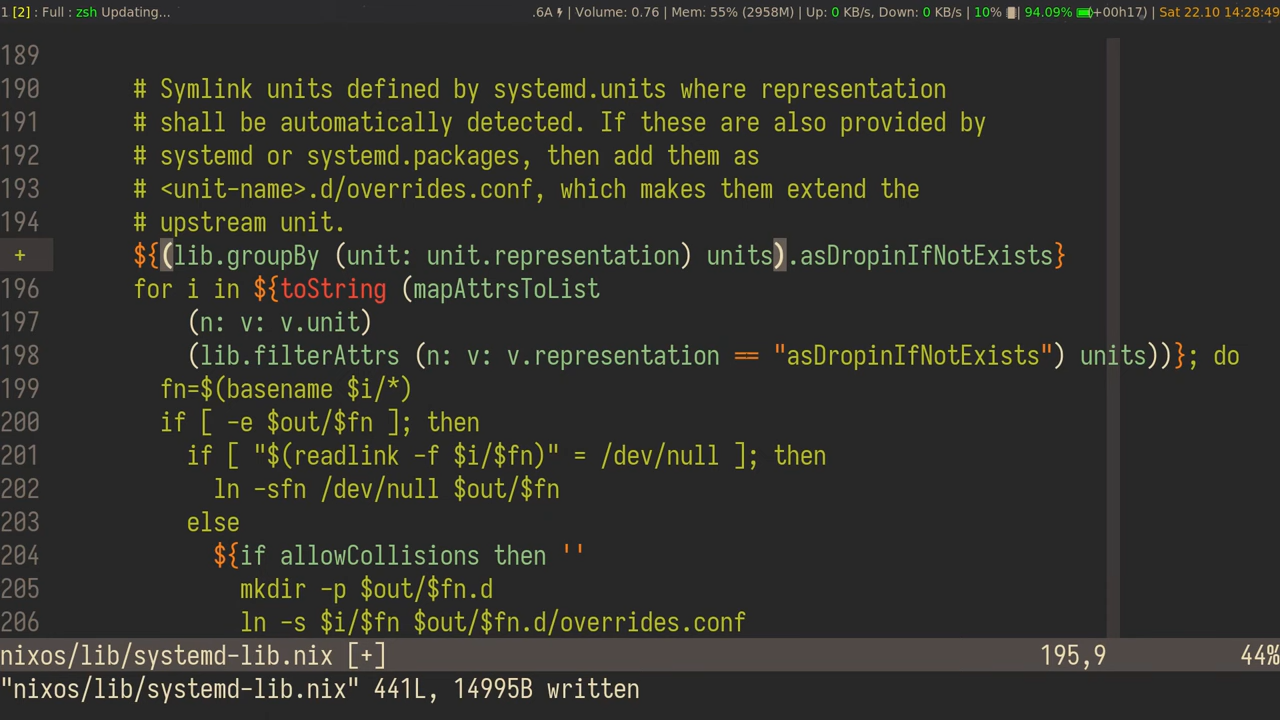 1 [2] : Full : zsh Updating... .6A | Volume: 0.76 | Mem: 55% (2958M) | Up: 0 KB/s, Down: 0 KB/s | 10% | 94.09% +00h17) | Sat 22.10 14:28:49
189
190 # Symlink units defined by systemd.units where representation
191 # shall be automatically detected. If these are also provided by
192 # systemd or systemd.packages, then add them as
193 # <unit-name>.d/overrides.conf, which makes them extend the
194 # upstream unit.
+ ${(lib.groupBy (unit: unit.representation) units).asDropinIfNotExists}
196 for i in ${toString (mapAttrsToList
197 (n: v: v.unit)
198 (lib.filterAttrs (n: v: v.representation == "asDropinIfNotExists") units))}; do
199 fn=$(basename $i/*)
200 if [ -e $out/$fn ]; then
201 if [ "$(readlink -f $i/$fn)" = /dev/null ]; then
202 ln -sfn /dev/null $out/$fn
203 else
204 ${if allowCollisions then ''
205 mkdir -p $out/$fn.d
206 ln -s $i/$fn $out/$fn.d/overrides.conf
nixos/lib/systemd-lib.nix [+] 195,9 44%
"nixos/lib/systemd-lib.nix" 441L, 14995B written